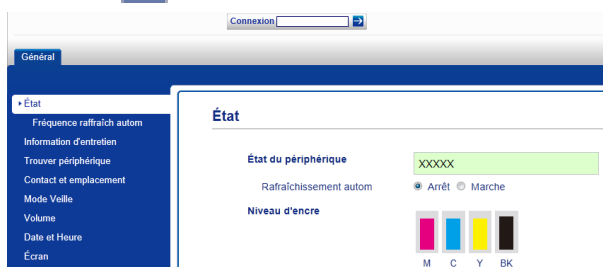 Connexion
Général
État
Fréquence raffraîch autom
Information d'entretien
Trouver périphérique
Contact et emplacement
Mode Veille
Volume
Date et Heure
Écran
État
État du périphérique XXXXX
Rafraîchissement autom Arrêt Marche
Niveau d'encre
M C Y BK